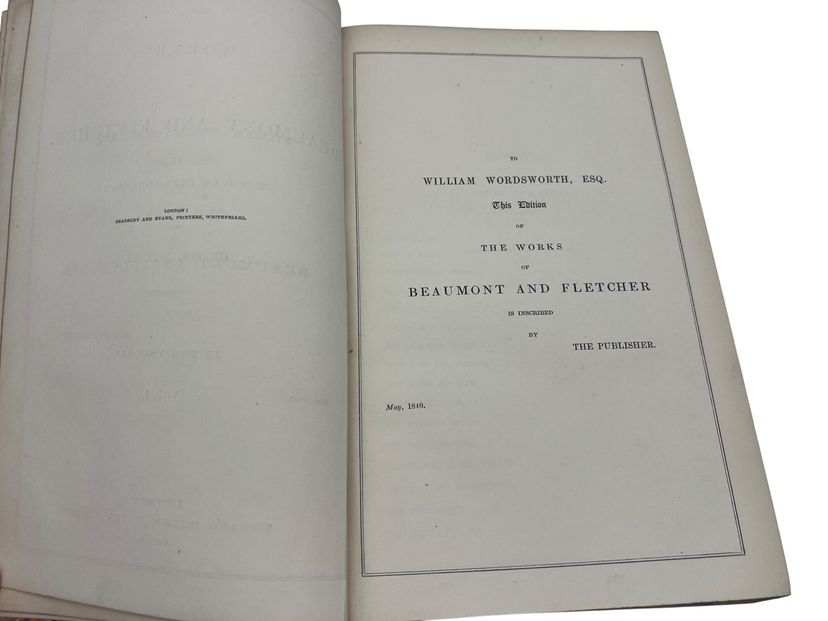 LONDON:
BRADBURY AND EVANS, PRINTERS, WHITEFRIARS.
TO
WILLIAM WORDSWORTH, ESQ.
This Edition
OF
THE WORKS
OF
BEAUMONT AND FLETCHER
IS INSCRIBED
BY
THE PUBLISHER.
May, 1840.